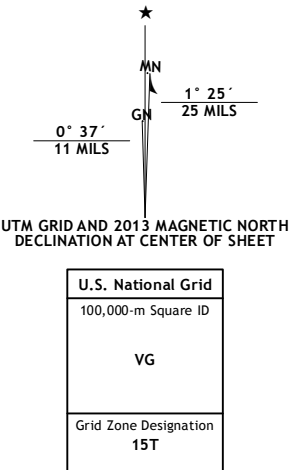 ★
MN
1° 25´
25 MILS
GN
0° 37´
11 MILS
UTM GRID AND 2013 MAGNETIC NORTH
DECLINATION AT CENTER OF SHEET
U.S. National Grid
100,000-m Square ID
VG
Grid Zone Designation
15T